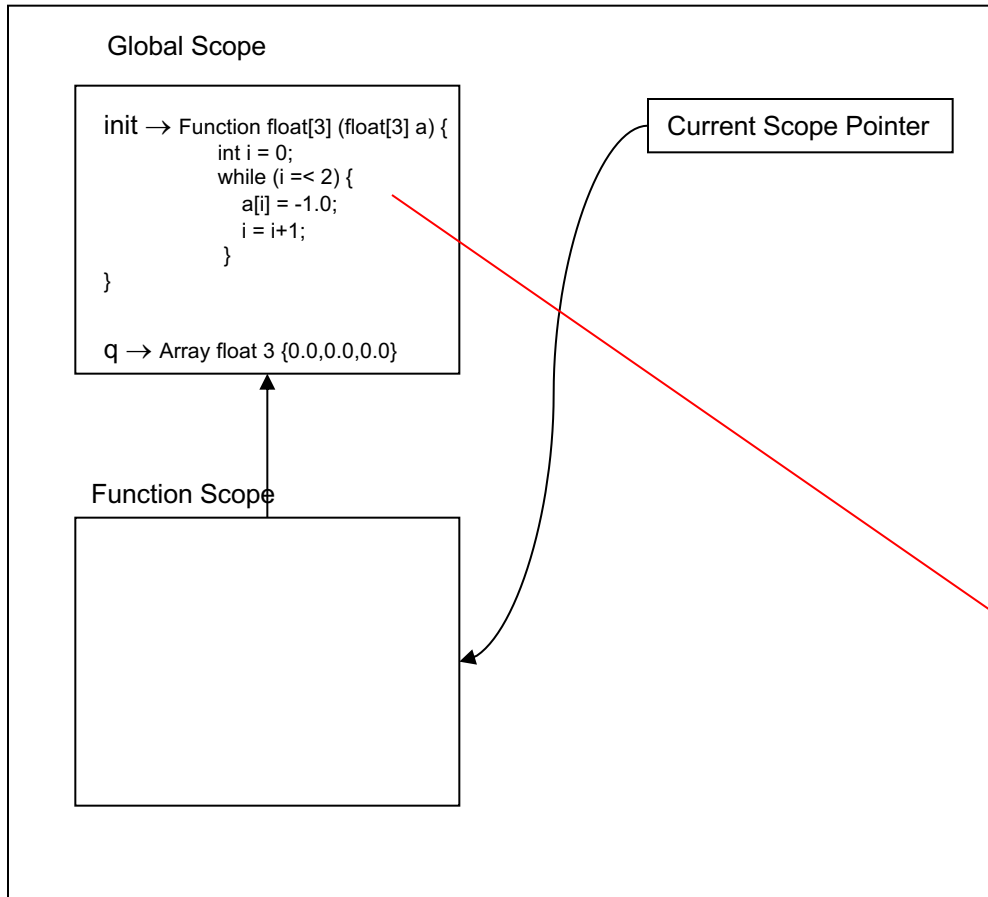 Global Scope
init → Function float[3] (float[3] a) {
int i = 0;
while (i =< 2) {
a[i] = -1.0;
i = i+1;
}
}
q → Array float 3 {0.0,0.0,0.0}
Current Scope Pointer
Function Scope